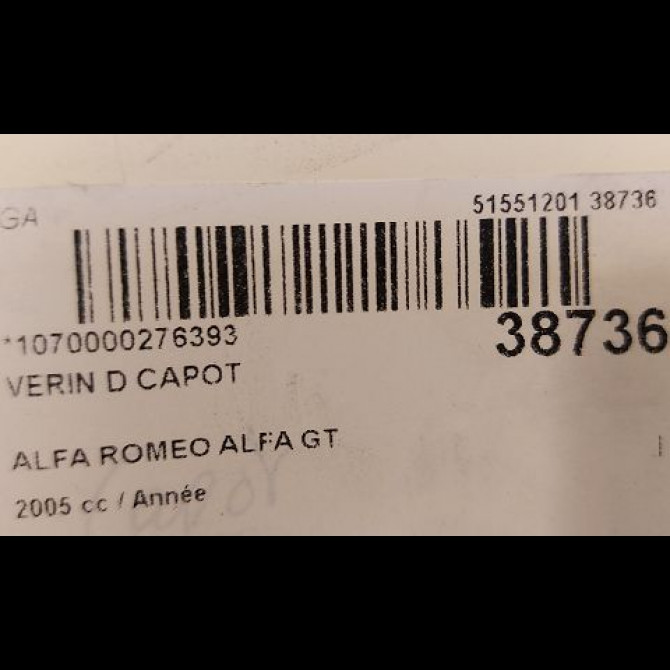 GA 51551201 38736
*1070000276393 38736
VERIN D CAPOT
ALFA ROMEO ALFA GT
2005 cc / Année